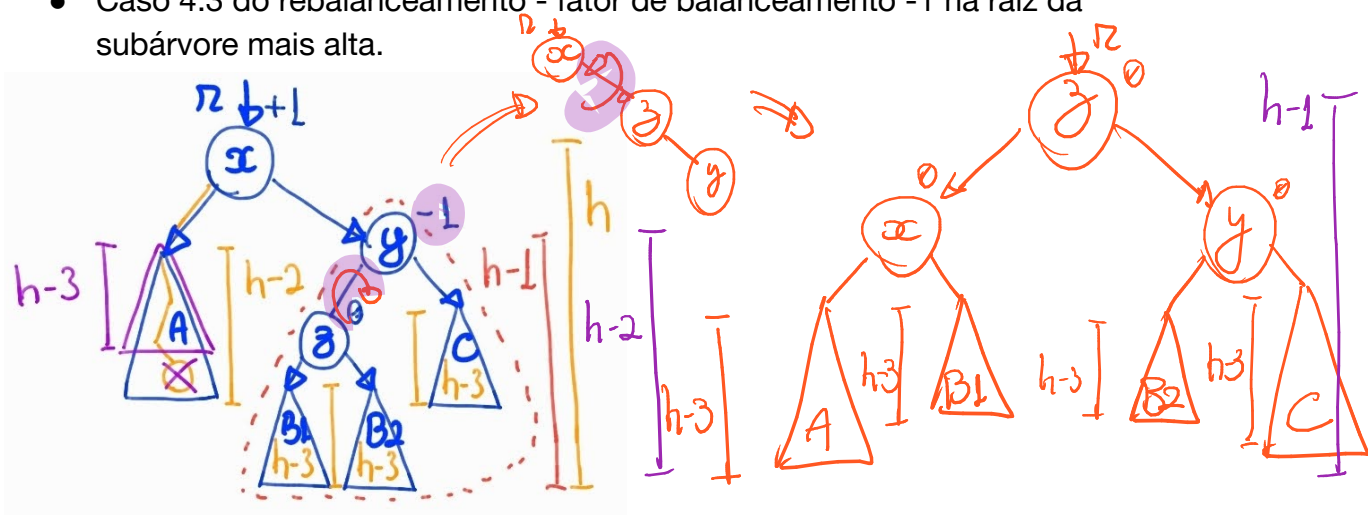 ● Caso 4.3 do rebalanceamento - fator de balanceamento -1 na raiz da
subárvore mais alta.
r +1
x
y -1
z 0
h-3
A
h-2
B1
h-3
B2
h-3
C
h-3
h-1
h
r
x
z
y
r
z 0
x 0
y 0
h-2
h-3
A
h-3
B1
h-3
B2
h-3
C
h-1